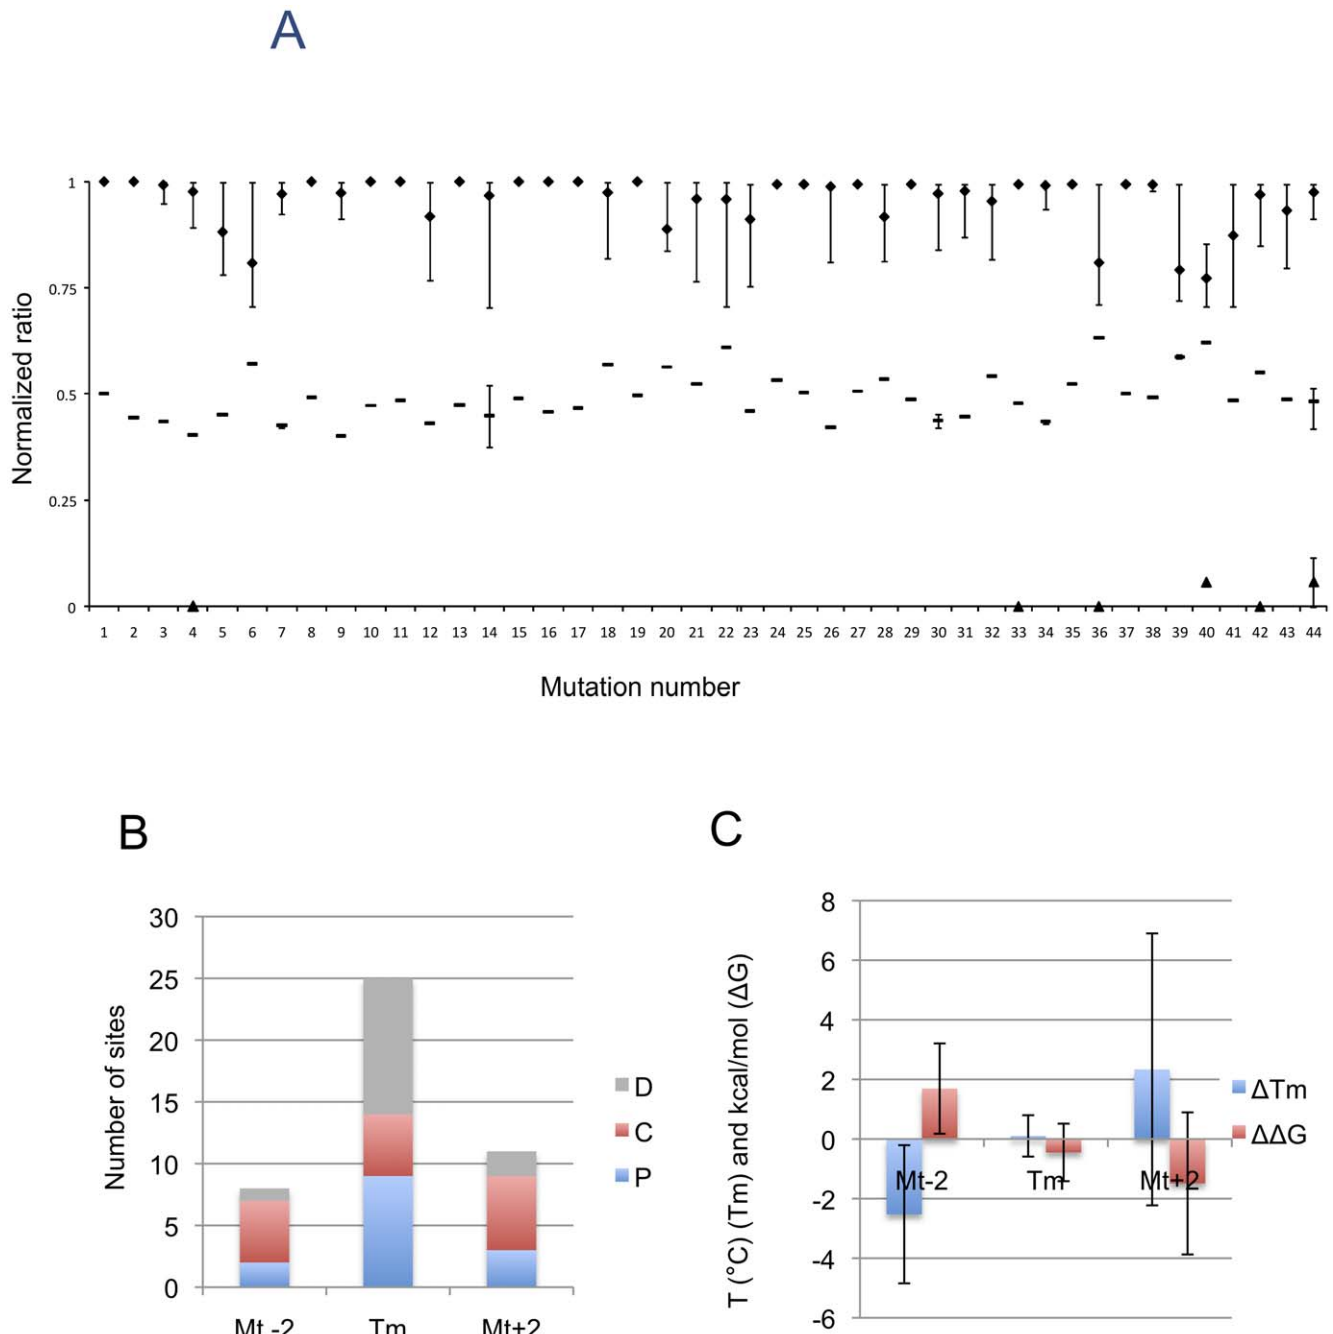 A
Normalized ratio
1
0.75
0.5
0.25
0
1 2 3 4 5 6 7 8 9 10 11 12 13 14 15 16 17 18 19 20 21 22 23 24 25 26 27 28 29 30 31 32 33 34 35 36 37 38 39 40 41 42 43 44
Mutation number
B
Number of sites
30
25
20
15
10
5
0
Mt -2 Tm Mt+2
D
C
P
C
T (°C) (Tm) and kcal/mol (ΔG)
8
6
4
2
0
-2
-4
-6
Mt-2 Tm Mt+2
ΔTm
ΔΔG